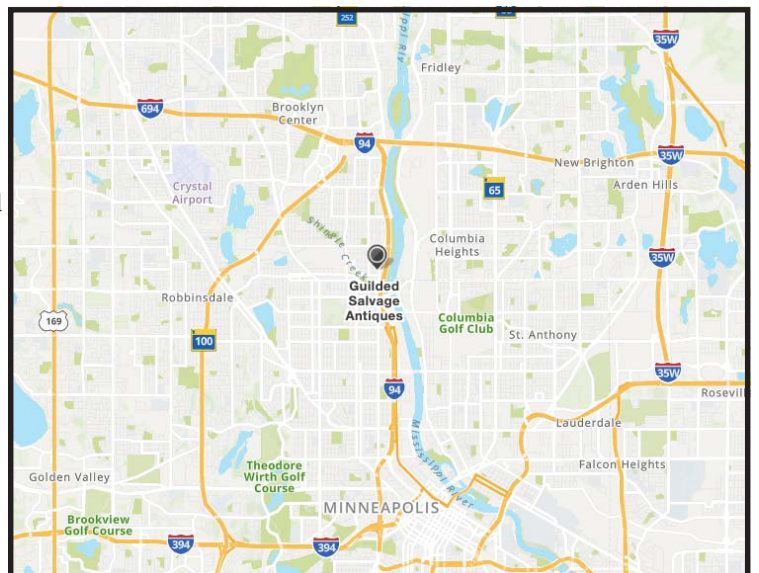 252
35W
Fridley
694
Brooklyn
Center
94
35W
New Brighton
Crystal
Airport
65
Arden Hills
Shingle Creek
Columbia
Heights
35W
Guilded
Salvage
Antiques
Robbinsdale
169
Columbia
Golf Club
St. Anthony
100
35W
94
Rosevill
Lauderdale
Mississippi River
Theodore
Wirth Golf
Course
Falcon Heights
Golden Valley
MINNEAPOLIS
Brookview
Golf Course
394
394